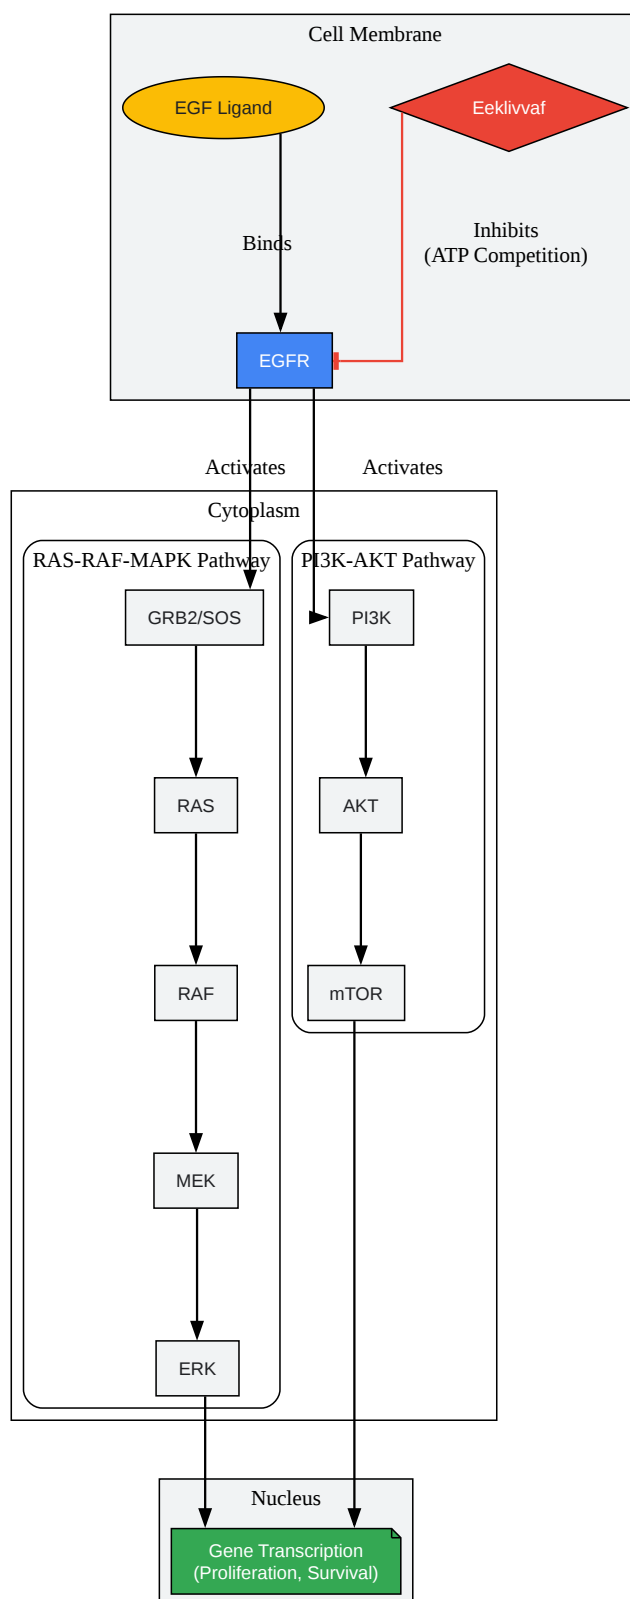 Cell Membrane
EGF Ligand
Eeklivvaf
Binds
Inhibits
(ATP Competition)
EGFR
Activates
Activates
Cytoplasm
RAS-RAF-MAPK Pathway
PI3K-AKT Pathway
GRB2/SOS
PI3K
RAS
AKT
RAF
mTOR
MEK
ERK
Nucleus
Gene Transcription
(Proliferation, Survival)